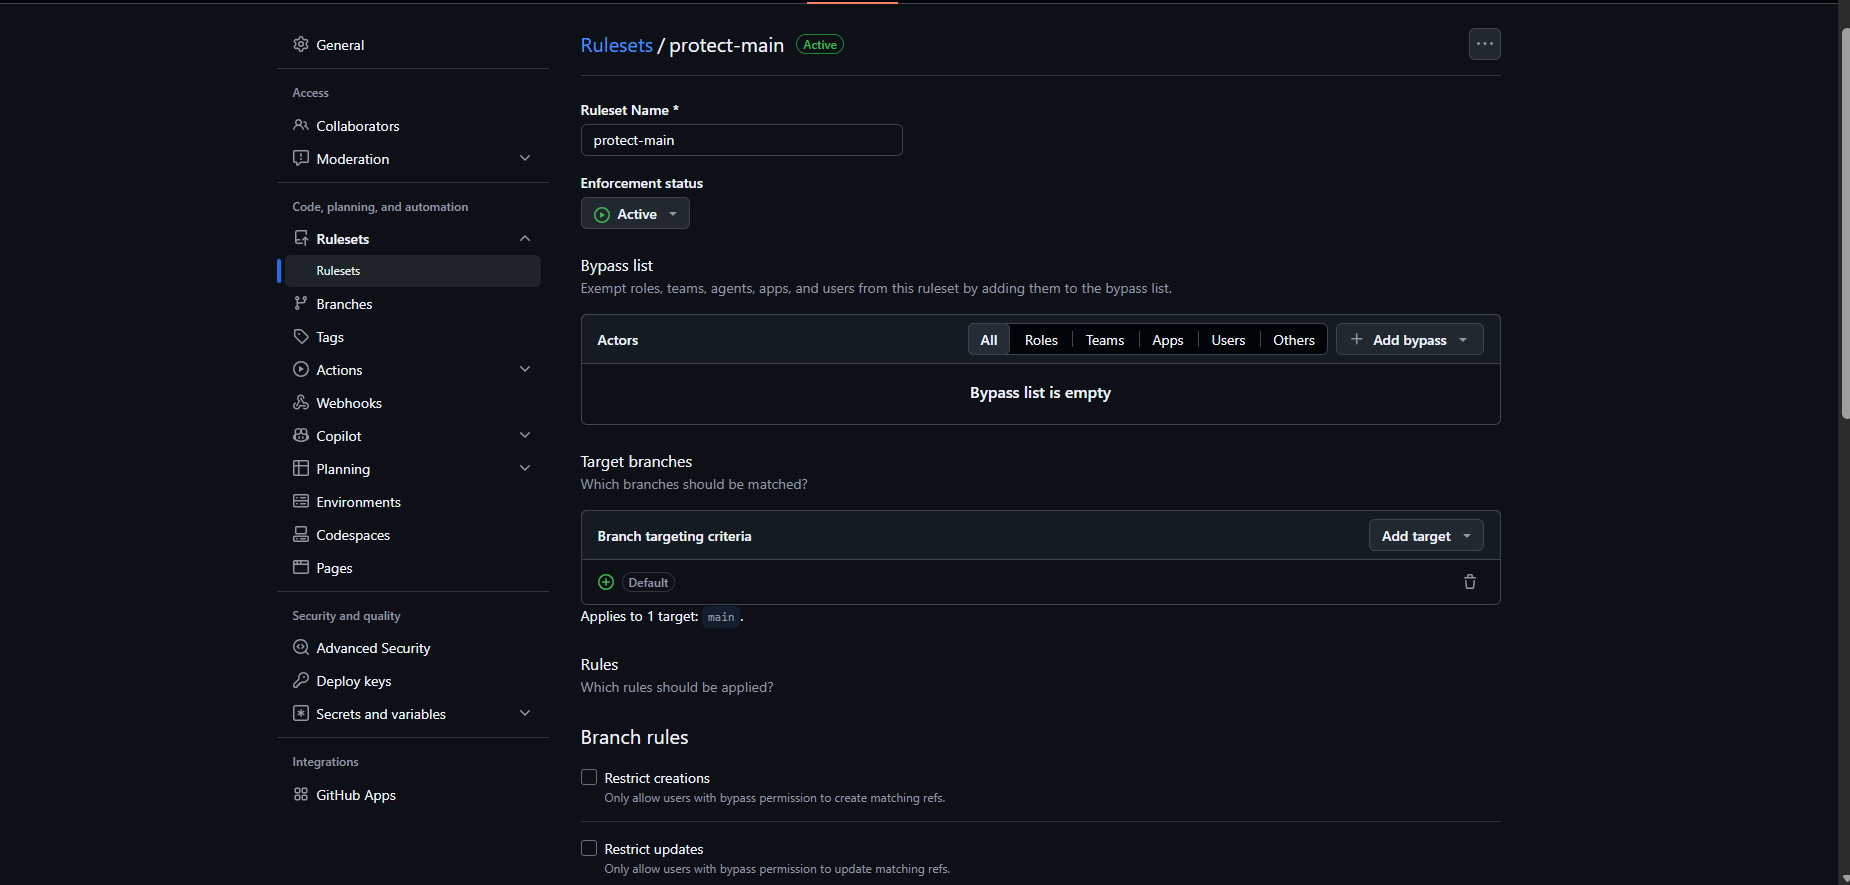 General
Access
Collaborators
Moderation
Code, planning, and automation
Rulesets
Rulesets
Branches
Tags
Actions
Webhooks
Copilot
Planning
Environments
Codespaces
Pages
Security and quality
Advanced Security
Deploy keys
Secrets and variables
Integrations
GitHub Apps
Rulesets / protect-main Active
Ruleset Name *
protect-main
Enforcement status
Active
Bypass list
Exempt roles, teams, agents, apps, and users from this ruleset by adding them to the bypass list.
Actors All Roles Teams Apps Users Others Add bypass
Bypass list is empty
Target branches
Which branches should be matched?
Branch targeting criteria Add target
Default
Applies to 1 target: main.
Rules
Which rules should be applied?
Branch rules
Restrict creations
Only allow users with bypass permission to create matching refs.
Restrict updates
Only allow users with bypass permission to update matching refs.